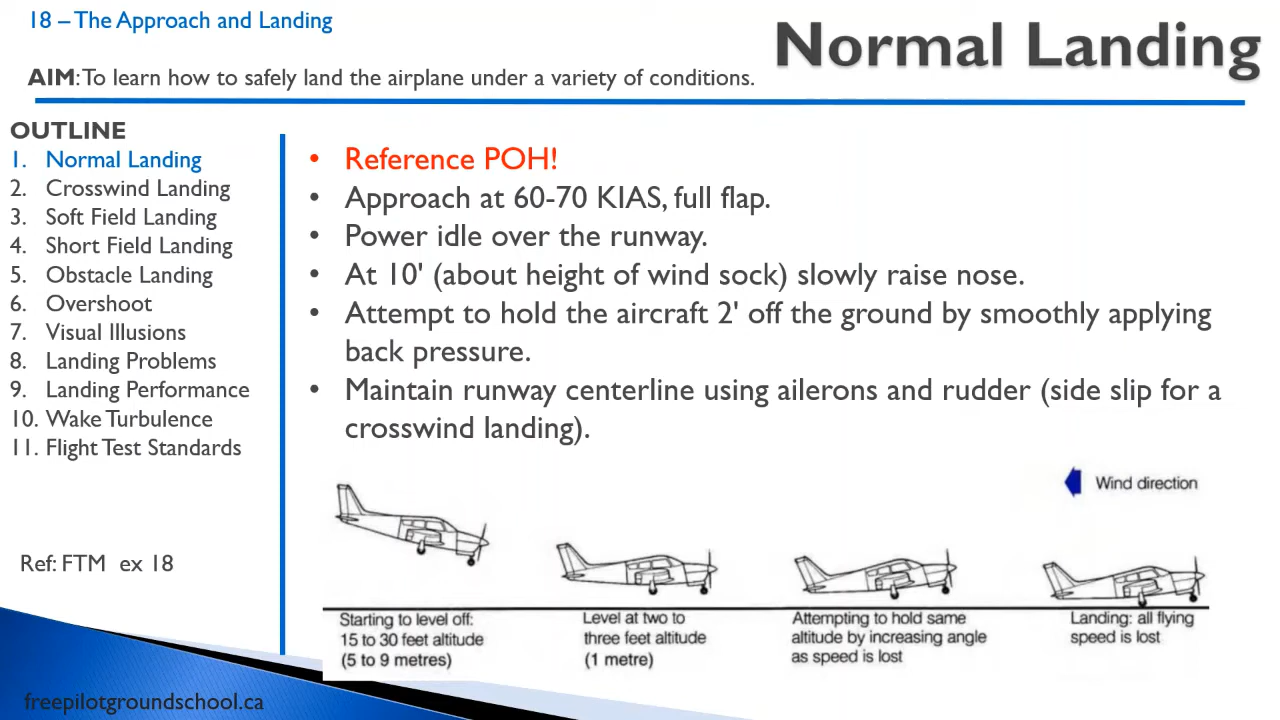 18 – The Approach and Landing
Normal Landing
AIM: To learn how to safely land the airplane under a variety of conditions.
OUTLINE
1. Normal Landing
2. Crosswind Landing
3. Soft Field Landing
4. Short Field Landing
5. Obstacle Landing
6. Overshoot
7. Visual Illusions
8. Landing Problems
9. Landing Performance
10. Wake Turbulence
11. Flight Test Standards
Ref: FTM ex 18
• Reference POH!
• Approach at 60-70 KIAS, full flap.
• Power idle over the runway.
• At 10' (about height of wind sock) slowly raise nose.
• Attempt to hold the aircraft 2' off the ground by smoothly applying
back pressure.
• Maintain runway centerline using ailerons and rudder (side slip for a
crosswind landing).
Wind direction
Starting to level off:
15 to 30 feet altitude
(5 to 9 metres)
Level at two to
three feet altitude
(1 metre)
Attempting to hold same
altitude by increasing angle
as speed is lost
Landing: all flying
speed is lost
freepilotgroundschool.ca